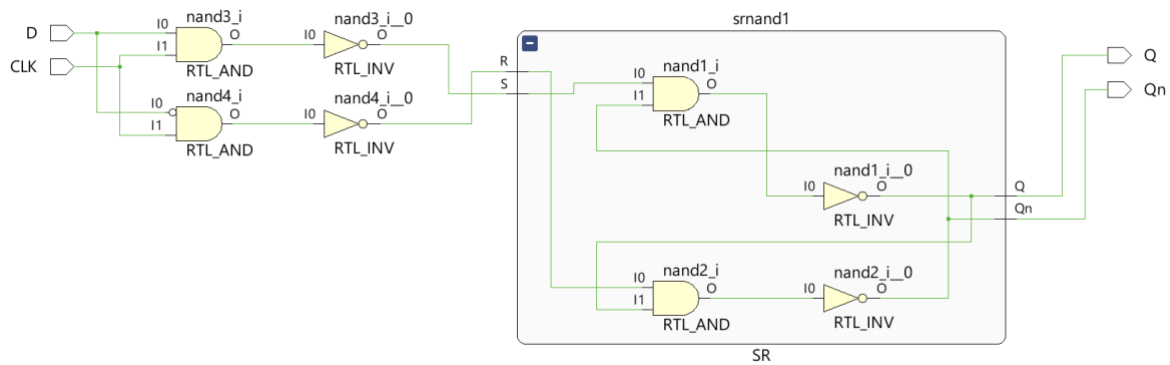 srnand1
nand3_i
nand3_i__0
D
I0
O
I0
O
I1
CLK
RTL_AND
RTL_INV
nand4_i
nand4_i__0
I0
O
I0
O
I1
RTL_AND
RTL_INV
R
S
nand1_i
I0
O
I1
RTL_AND
nand1_i__0
I0
O
RTL_INV
Q
Qn
Q
Qn
nand2_i
nand2_i__0
I0
O
I0
O
I1
RTL_AND
RTL_INV
SR